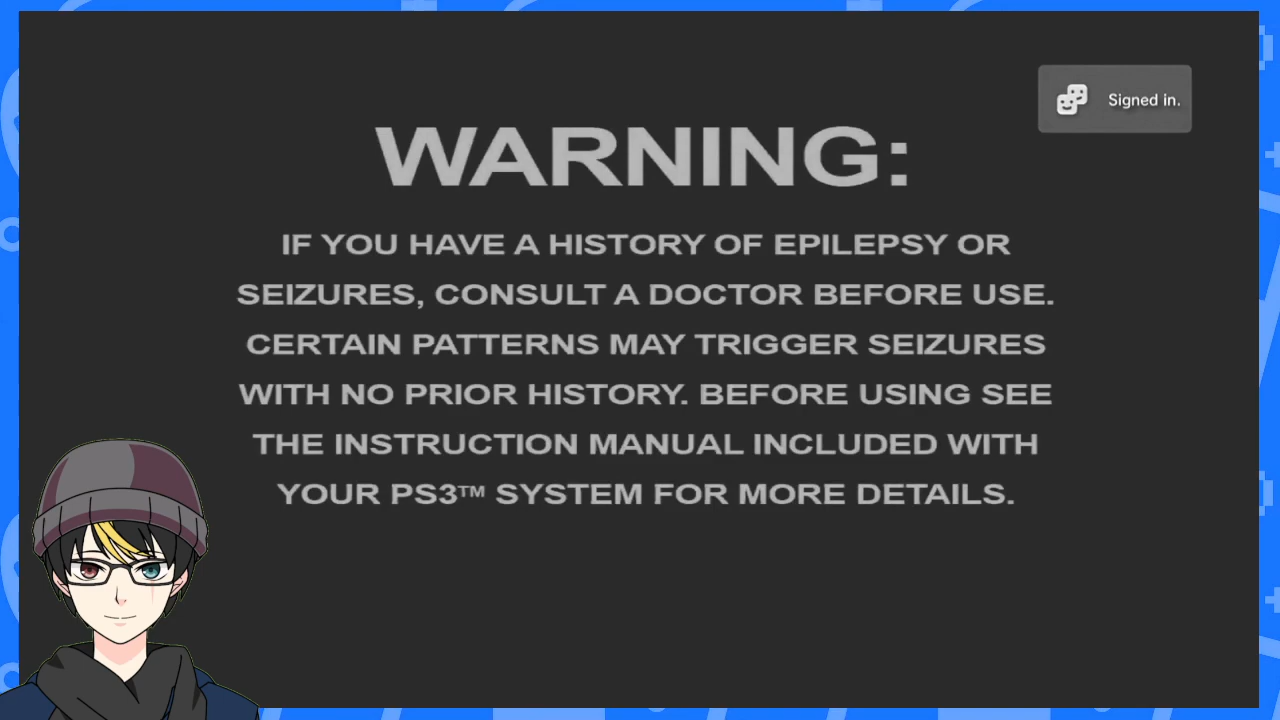 Signed in.
WARNING:
IF YOU HAVE A HISTORY OF EPILEPSY OR
SEIZURES, CONSULT A DOCTOR BEFORE USE.
CERTAIN PATTERNS MAY TRIGGER SEIZURES
WITH NO PRIOR HISTORY. BEFORE USING SEE
THE INSTRUCTION MANUAL INCLUDED WITH
YOUR PS3™ SYSTEM FOR MORE DETAILS.